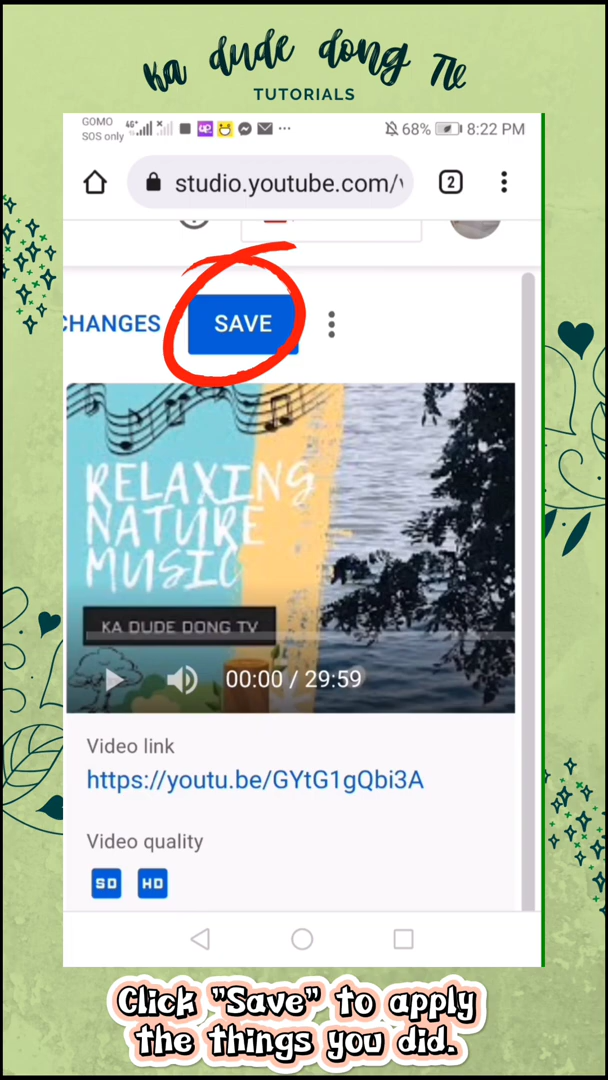 Ka dude dong TV
TUTORIALS
GOMO
SOS only
4G+
68%
8:22 PM
studio.youtube.com/v
2
CHANGES
SAVE
RELAXING
NATURE
MUSIC
KA DUDE DONG TV
00:00 / 29:59
Video link
https://youtu.be/GYtG1gQbi3A
Video quality
SD
HD
Click "Save" to apply
the things you did.